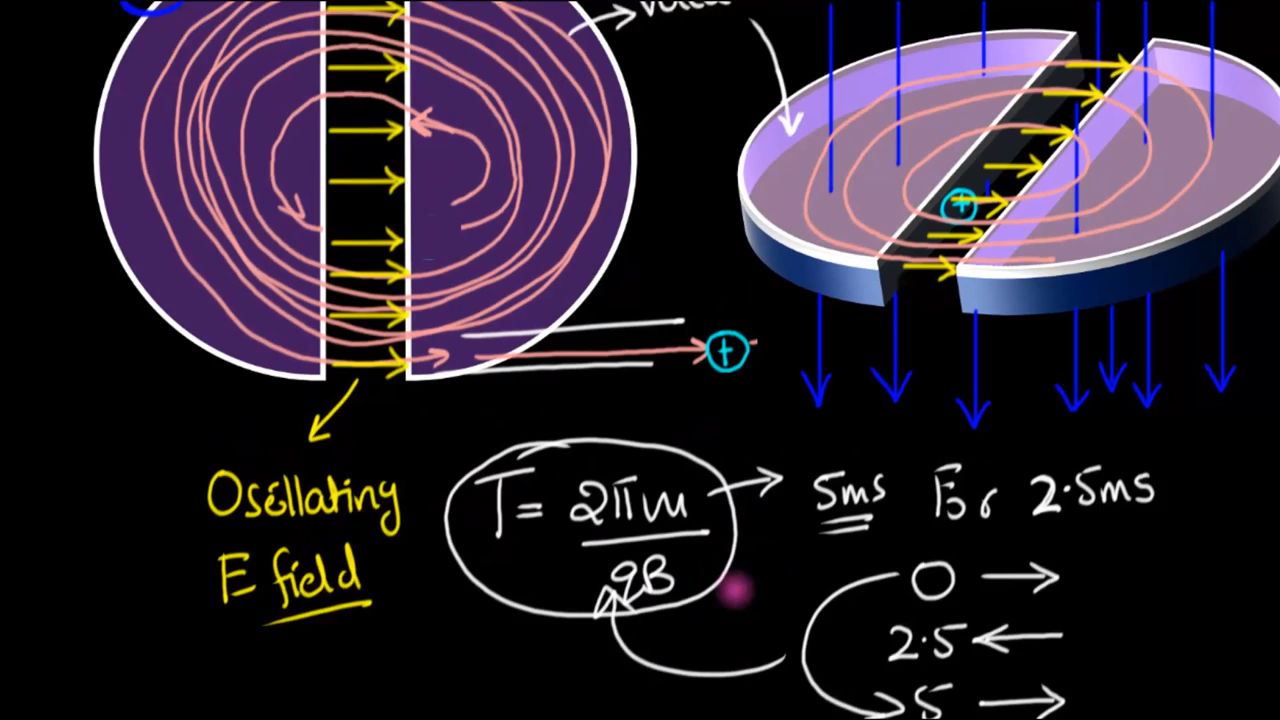 +
+
Oscillating
E field
T = 2πm / qB
5ms For 2.5ms
0 →
2.5 ←
5 →